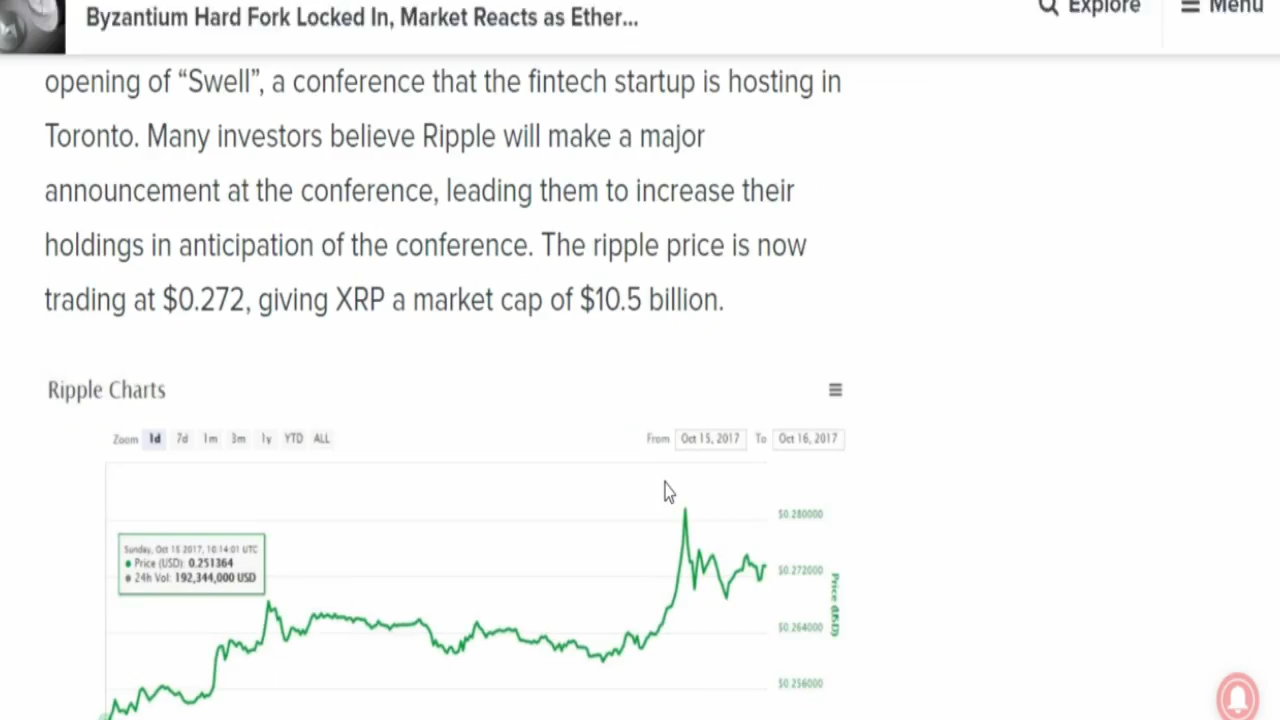 Byzantium Hard Fork Locked In, Market Reacts as Ether...
Explore
Menu
opening of “Swell”, a conference that the fintech startup is hosting in
Toronto. Many investors believe Ripple will make a major
announcement at the conference, leading them to increase their
holdings in anticipation of the conference. The ripple price is now
trading at $0.272, giving XRP a market cap of $10.5 billion.
Ripple Charts
Zoom 1d 7d 1m 3m 1y YTD ALL
From Oct 15, 2017 To Oct 16, 2017
$0.280000
Sunday, Oct 15 2017, 10:14:01 UTC
Price (USD): 0.251364
24h Vol: 192,344,000 USD
$0.272000
Price (USD)
$0.264000
$0.256000